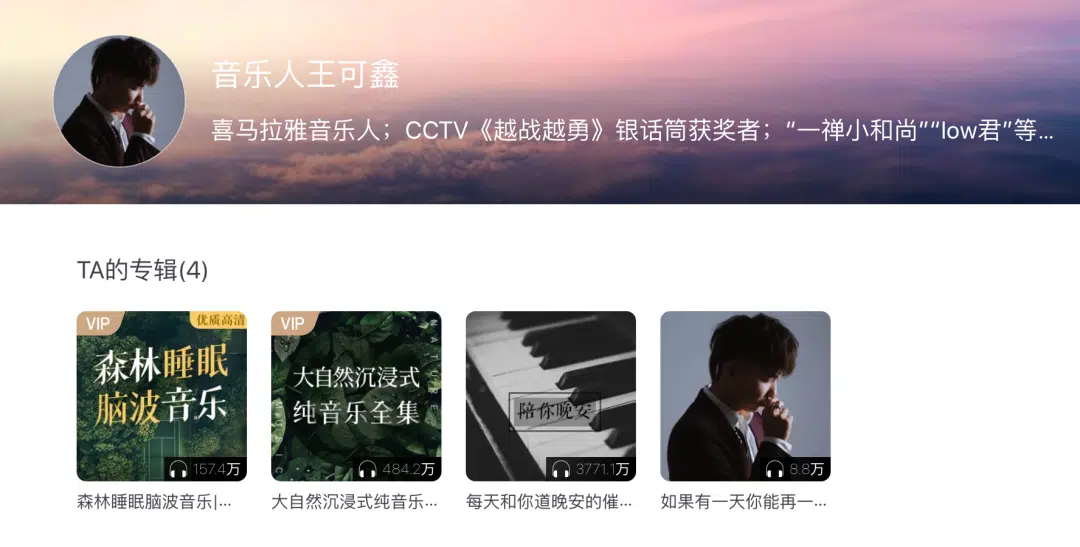 音乐人王可鑫
喜马拉雅音乐人；CCTV《越战越勇》银话筒获奖者；“一禅小和尚”“low君”等...
TA的专辑(4)
VIP
优质高清
森林睡眠
脑波音乐
157.4万
森林睡眠脑波音乐|...
VIP
大自然沉浸式
纯音乐全集
484.2万
大自然沉浸式纯音乐...
陪你晚安
3771.1万
每天和你道晚安的催...
8.8万
如果有一天你能再一...